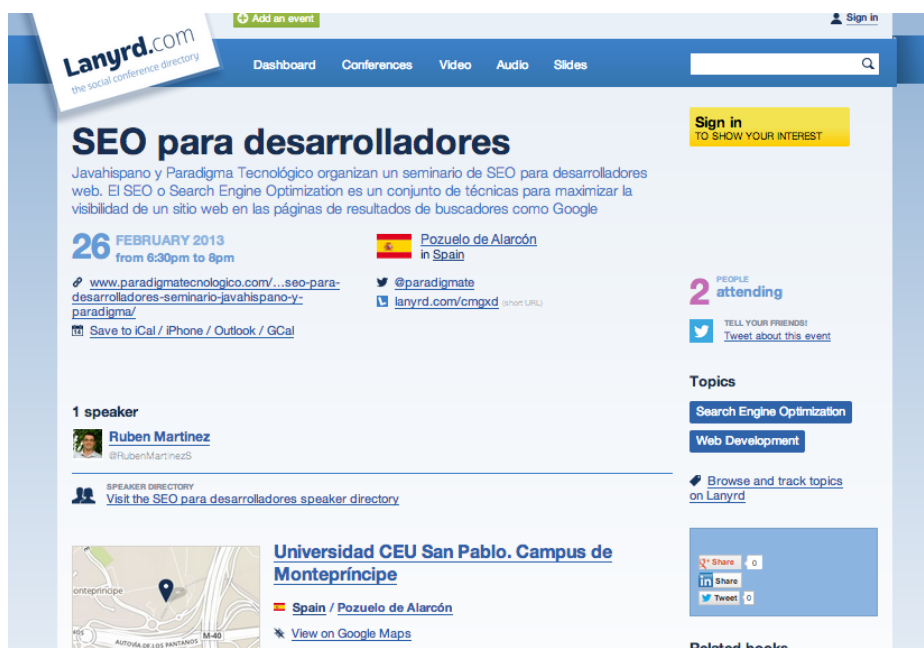 Add an event
Sign in
Lanyrd.com
the social conference directory
Dashboard Conferences Video Audio Slides
SEO para desarrolladores
Javahispano y Paradigma Tecnológico organizan un seminario de SEO para desarrolladores
web. El SEO o Search Engine Optimization es un conjunto de técnicas para maximizar la
visibilidad de un sitio web en las páginas de resultados de buscadores como Google
Sign in
TO SHOW YOUR INTEREST
26 FEBRUARY 2013
from 6:30pm to 8pm
Pozuelo de Alarcón
in Spain
www.paradigmatecnologico.com/...seo-para-
desarrolladores-seminario-javahispano-y-
paradigma/
Save to iCal / iPhone / Outlook / GCal
@paradigmate
lanyrd.com/cmgxd (short URL)
2 PEOPLE
attending
TELL YOUR FRIENDS!
Tweet about this event
1 speaker
Ruben Martinez
@RubenMartinezS
SPEAKER DIRECTORY
Visit the SEO para desarrolladores speaker directory
Topics
Search Engine Optimization
Web Development
Browse and track topics
on Lanyrd
Universidad CEU San Pablo. Campus de
Montepríncipe
Spain / Pozuelo de Alarcón
View on Google Maps
ontepríncipe
AUTOVÍA DE LOS PANTANOS
M-40
Share 0
Share
Tweet 0
Related books